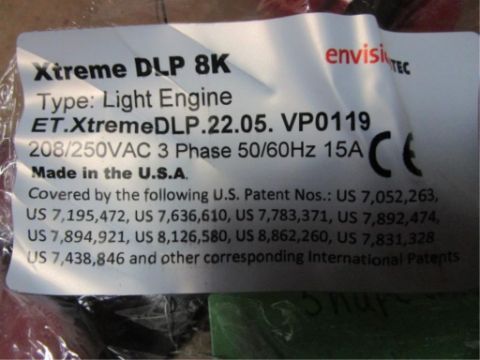 Xtreme DLP 8K
envisiontec
Type: Light Engine
ET.XtremeDLP.22.05. VP0119
208/250VAC 3 Phase 50/60Hz 15A CE
Made in the U.S.A.
Covered by the following U.S. Patent Nos.: US 7,052,263,
US 7,195,472, US 7,636,610, US 7,783,371, US 7,892,474,
US 7,894,921, US 8,126,580, US 8,862,260, US 7,831,328
US 7,438,846 and other corresponding International Patents